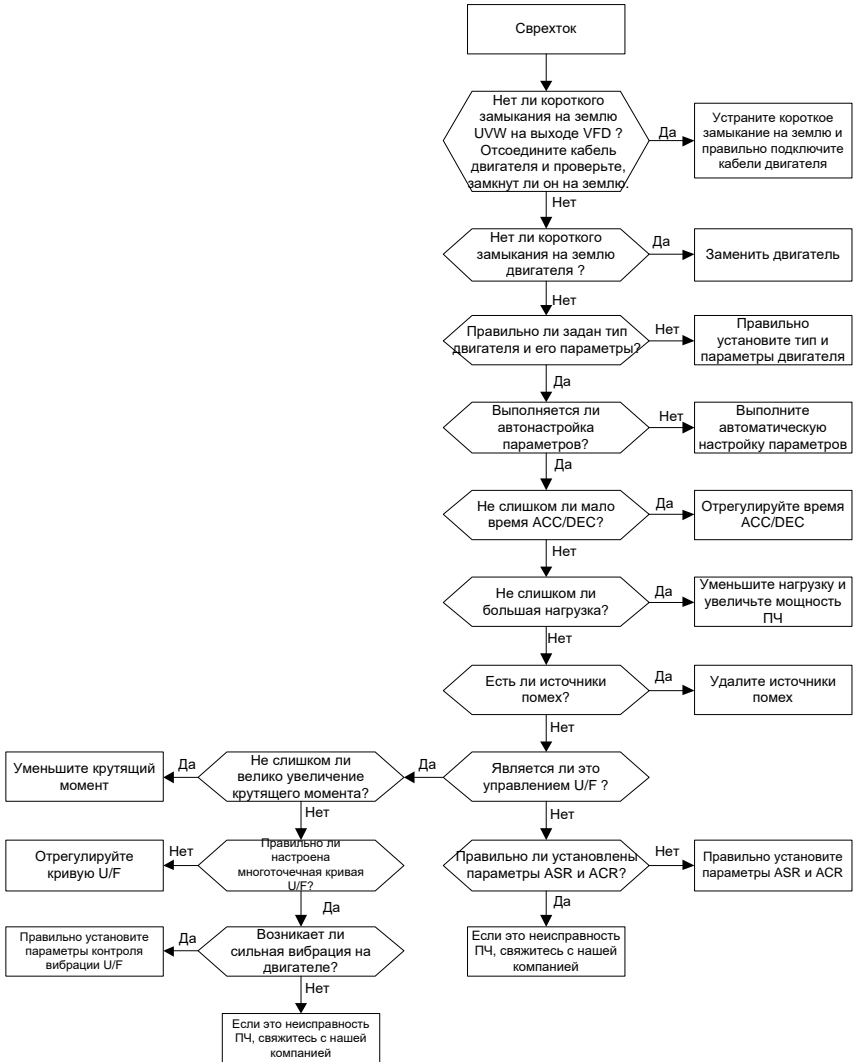 Сврехток
Нет ли короткого
замыкания на землю
UVW на выходе VFD ?
Отсоедините кабель
двигателя и проверьте,
замкнут ли он на землю.
Да
Устраните короткое
замыкание на землю и
правильно подключите
кабели двигателя
Нет
Нет ли короткого
замыкания на землю
двигателя ?
Да
Заменить двигатель
Нет
Правильно ли задан тип
двигателя и его параметры?
Нет
Правильно
установите тип и
параметры двигателя
Да
Выполняется ли
автонастройка
параметров?
Нет
Выполните
автоматическую
настройку параметров
Да
Не слишком ли мало
время ACC/DEC?
Да
Отрегулируйте время
ACC/DEC
Нет
Не слишком ли
большая нагрузка?
Да
Уменьшите нагрузку и
увеличьте мощность
ПЧ
Нет
Есть ли источники
помех?
Да
Удалите источники
помех
Нет
Является ли это
управлением U/F ?
Да
Не слишком ли
велико увеличение
крутящего момента?
Да
Уменьшите крутящий
момент
Нет
Правильно ли
настроена
многоточечная кривая
U/F?
Нет
Отрегулируйте
кривую U/F
Да
Возникает ли
сильная вибрация на
двигателе?
Да
Правильно установите
параметры контроля
вибрации U/F
Нет
Если это неисправность
ПЧ, свяжитесь с нашей
компанией
Нет
Правильно ли установлены
параметры ASR и ACR?
Нет
Правильно установите
параметры ASR и ACR
Да
Если это неисправность
ПЧ, свяжитесь с нашей
компанией